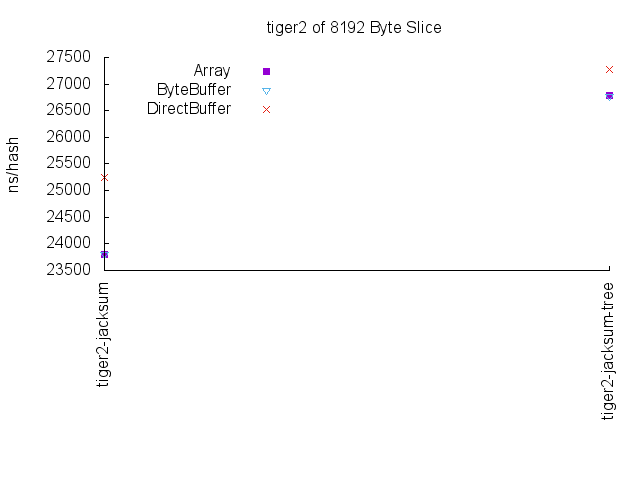 tiger2 of 8192 Byte Slice
27500
27000
26500
26000
25500
25000
24500
24000
23500
ns/hash
Array
ByteBuffer
DirectBuffer
tiger2-jacksum
tiger2-jacksum-tree